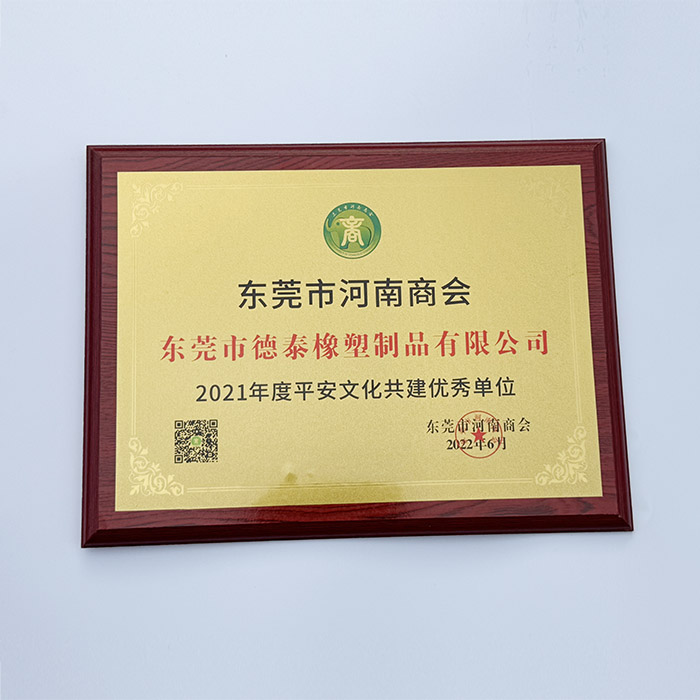 商
东莞市河南商会
东莞市德泰橡塑制品有限公司
2021年度平安文化共建优秀单位
东莞市河南商会
2022年6月